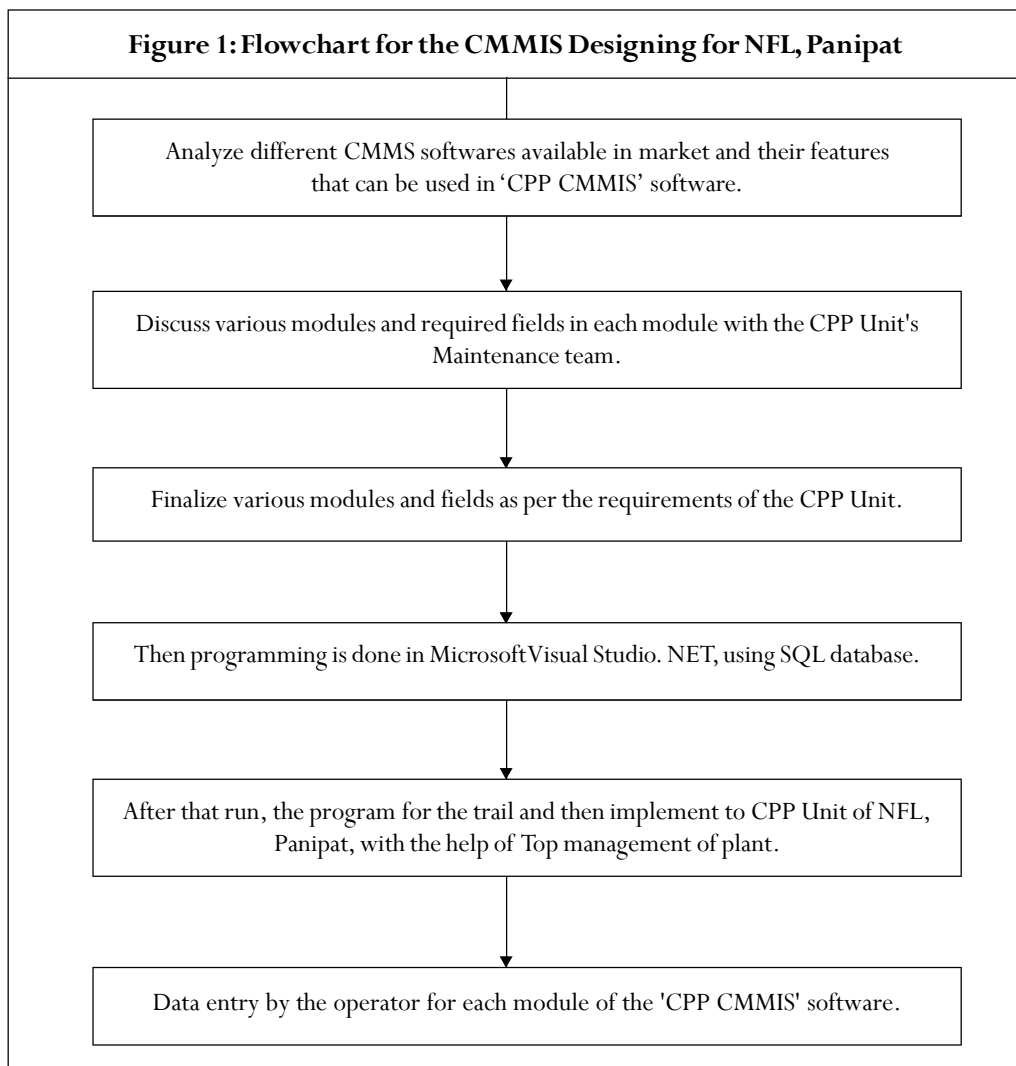 Figure 1: Flowchart for the CMMIS Designing for NFL, Panipat
Analyze different CMMS softwares available in market and their features
that can be used in ‘CPP CMMIS’ software.
Discuss various modules and required fields in each module with the CPP Unit's
Maintenance team.
Finalize various modules and fields as per the requirements of the CPP Unit.
Then programming is done in Microsoft Visual Studio. NET, using SQL database.
After that run, the program for the trail and then implement to CPP Unit of NFL,
Panipat, with the help of Top management of plant.
Data entry by the operator for each module of the 'CPP CMMIS' software.